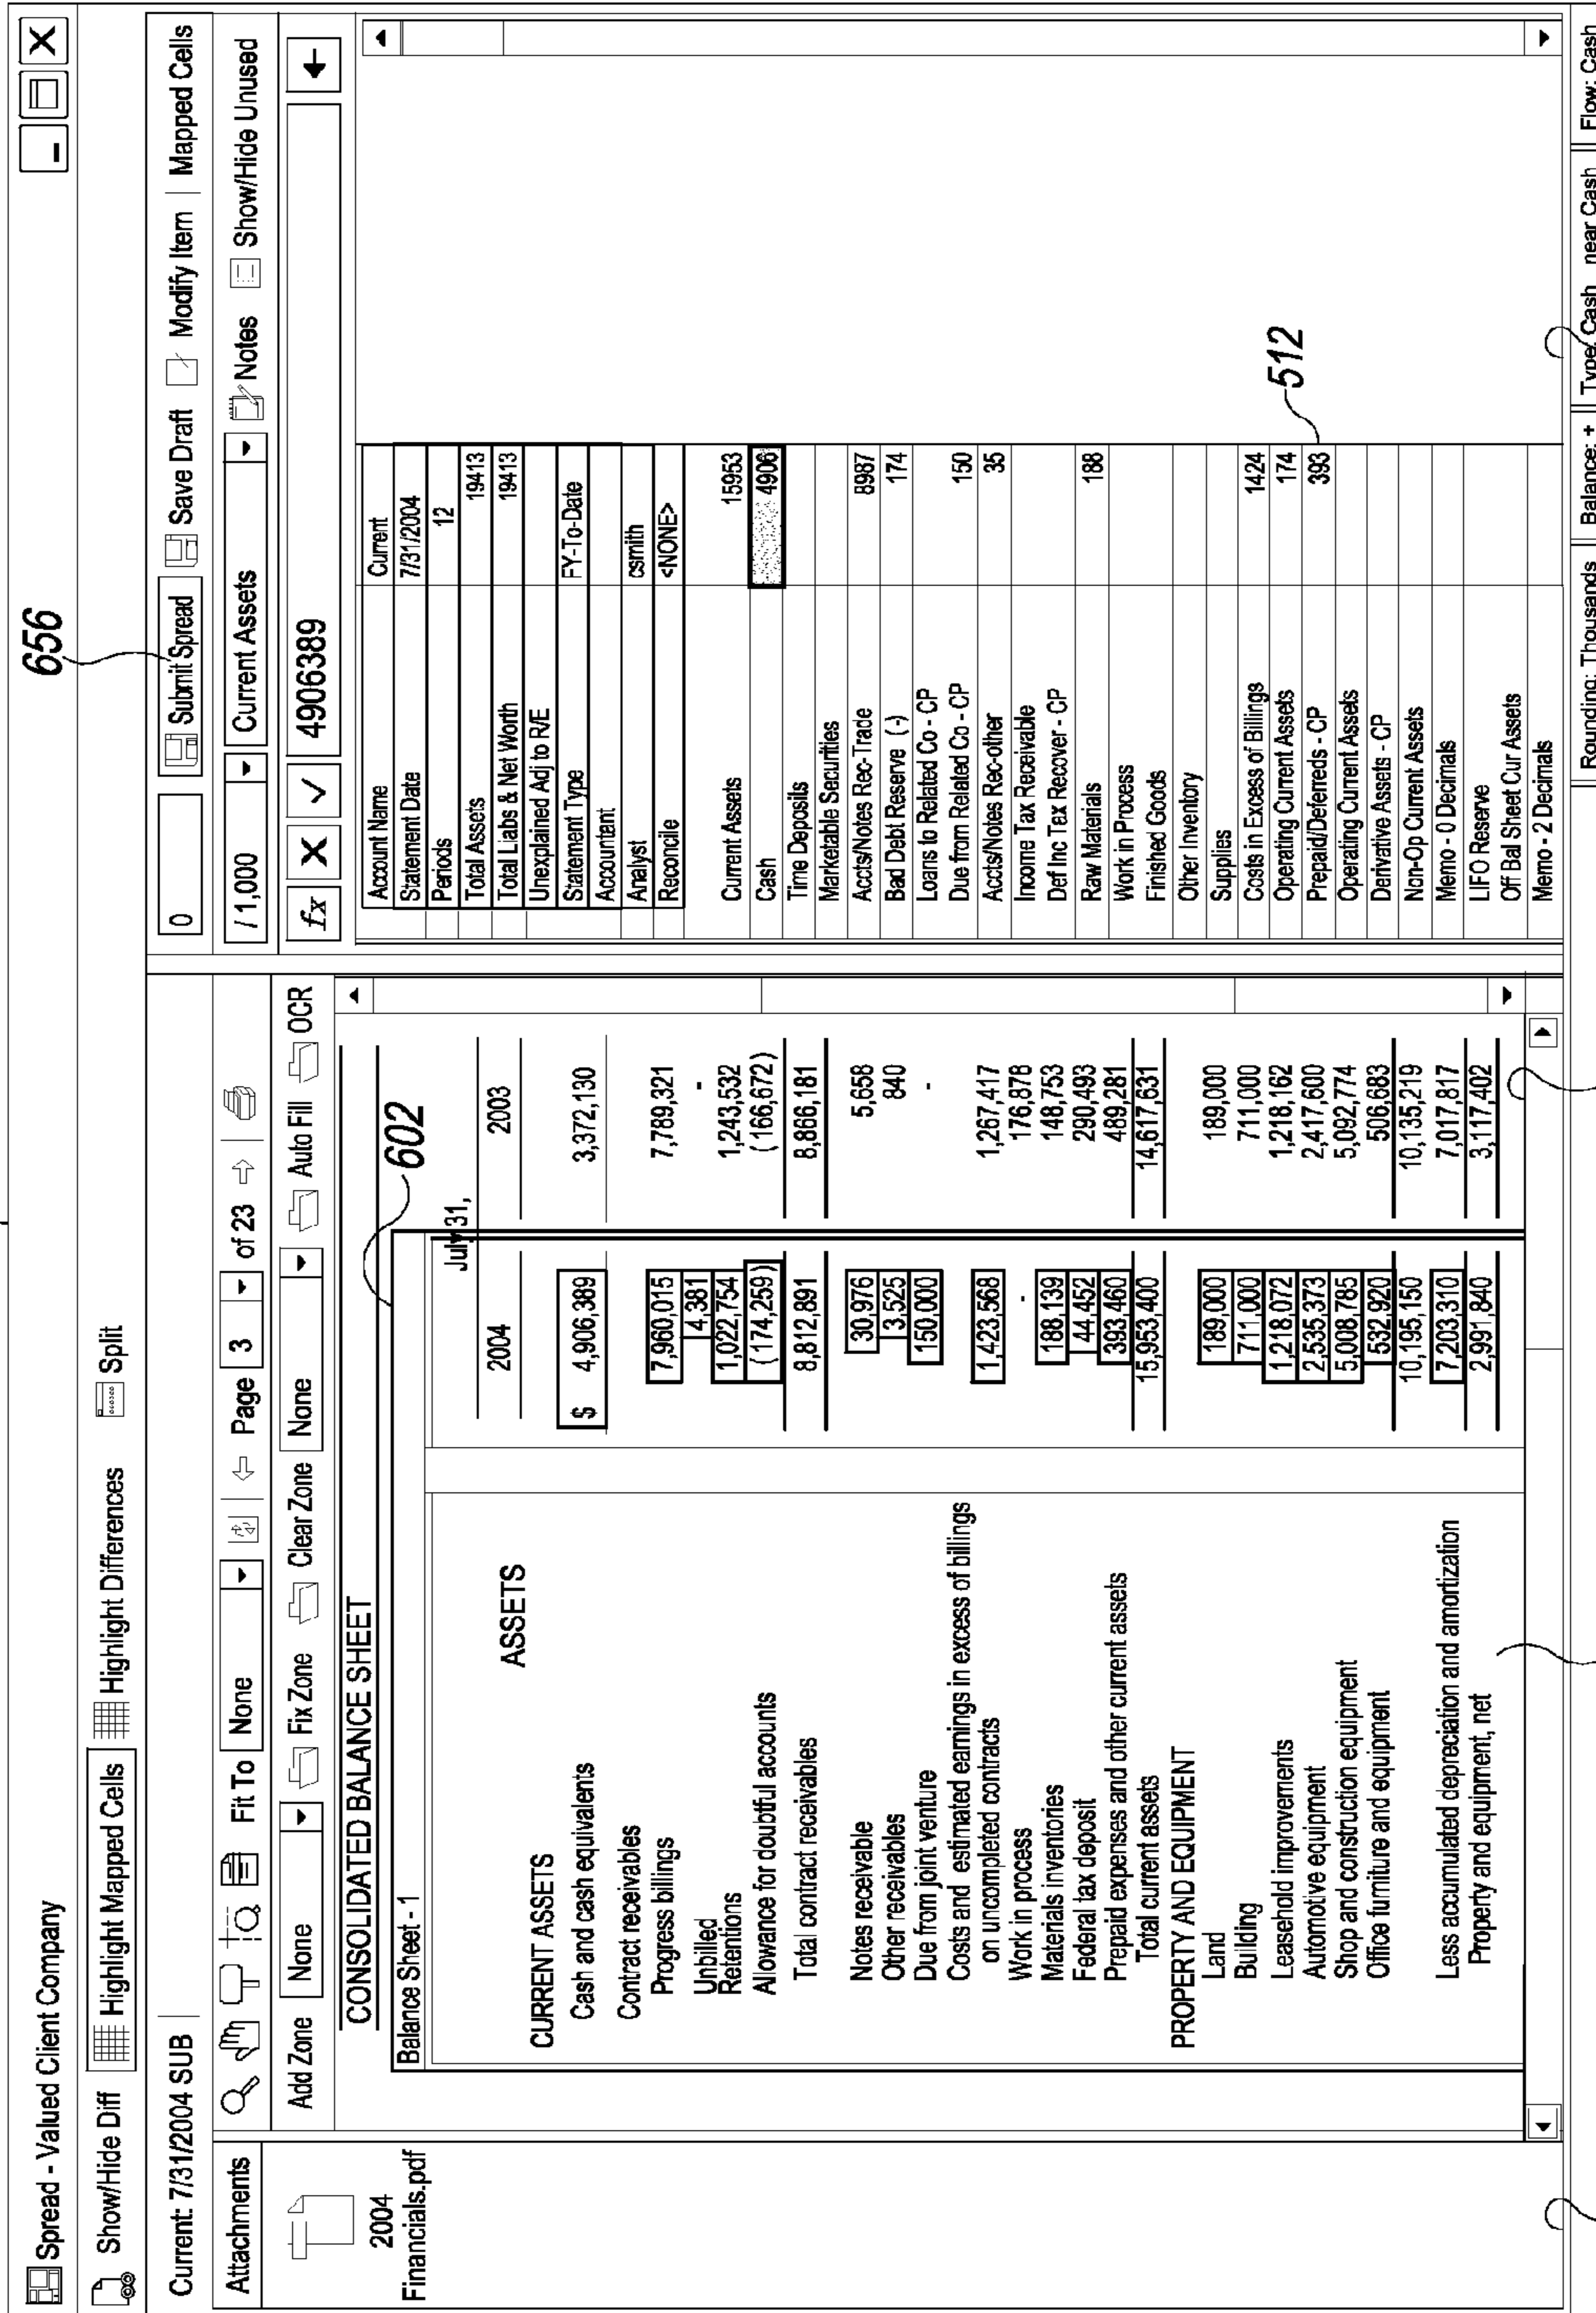 656
Spread - Valued Client Company
Show/Hide Diff Highlight Mapped Cells Highlight Differences Split
Current: 7/31/2004 SUB
0 Submit Spread Save Draft Modify Item Mapped Cells
Attachments
Fit To None Page 3 of 23
/ 1,000 Current Assets Notes Show/Hide Unused
Add Zone None Fix Zone Clear Zone None Auto Fill OCR
fx X ✓ 4906389
2004
Financials.pdf
CONSOLIDATED BALANCE SHEET
602
Balance Sheet - 1
July 31,
ASSETS 2004 2003
CURRENT ASSETS
Cash and cash equivalents $ 4,906,389 3,372,130
Contract receivables
Progress billings 7,960,015 7,789,321
Unbilled 4,381 -
Retentions 1,022,754 1,243,532
Allowance for doubtful accounts (174,259) (166,672)
Total contract receivables 8,812,891 8,866,181
Notes receivable 30,976 5,658
Other receivables 3,525 840
Due from joint venture 150,000 -
Costs and estimated earnings in excess of billings
on uncompleted contracts 1,423,568 1,267,417
Work in process - 176,878
Materials inventories 188,139 148,753
Federal tax deposit 44,452 290,493
Prepaid expenses and other current assets 393,460 489,281
Total current assets 15,953,400 14,617,631
PROPERTY AND EQUIPMENT
Land 189,000 189,000
Building 711,000 711,000
Leasehold improvements 1,218,072 1,218,162
Automotive equipment 2,535,373 2,417,600
Shop and construction equipment 5,008,785 5,092,774
Office furniture and equipment 532,920 506,683
10,195,150 10,135,219
Less accumulated depreciation and amortization 7,203,310 7,017,817
Property and equipment, net 2,991,840 3,117,402
Account Name Current
Statement Date 7/31/2004
Periods 12
Total Assets 19413
Total Liabs & Net Worth 19413
Unexplained Adj to R/E
Statement Type FY-To-Date
Accountant
Analyst csmith
Reconcile <NONE>
Current Assets 15953
Cash 4906
Time Deposits
Marketable Securities
Accts/Notes Rec-Trade 8987
Bad Debt Reserve (-) 174
Loans to Related Co - CP
Due from Related Co - CP 150
Accts/Notes Rec-other 35
Income Tax Receivable
Def Inc Tax Recover - CP
Raw Materials 188
Work in Process
Finished Goods
Other Inventory
Supplies
Costs in Excess of Billings 1424
Operating Current Assets 174
Prepaid/Deferreds - CP 393
512
Operating Current Assets
Derivative Assets - CP
Non-Op Current Assets
Memo - 0 Decimals
LIFO Reserve
Off Bal Sheet Cur Assets
Memo - 2 Decimals
Rounding: Thousands Balance: + Type: Cash near Cash Flow: Cash